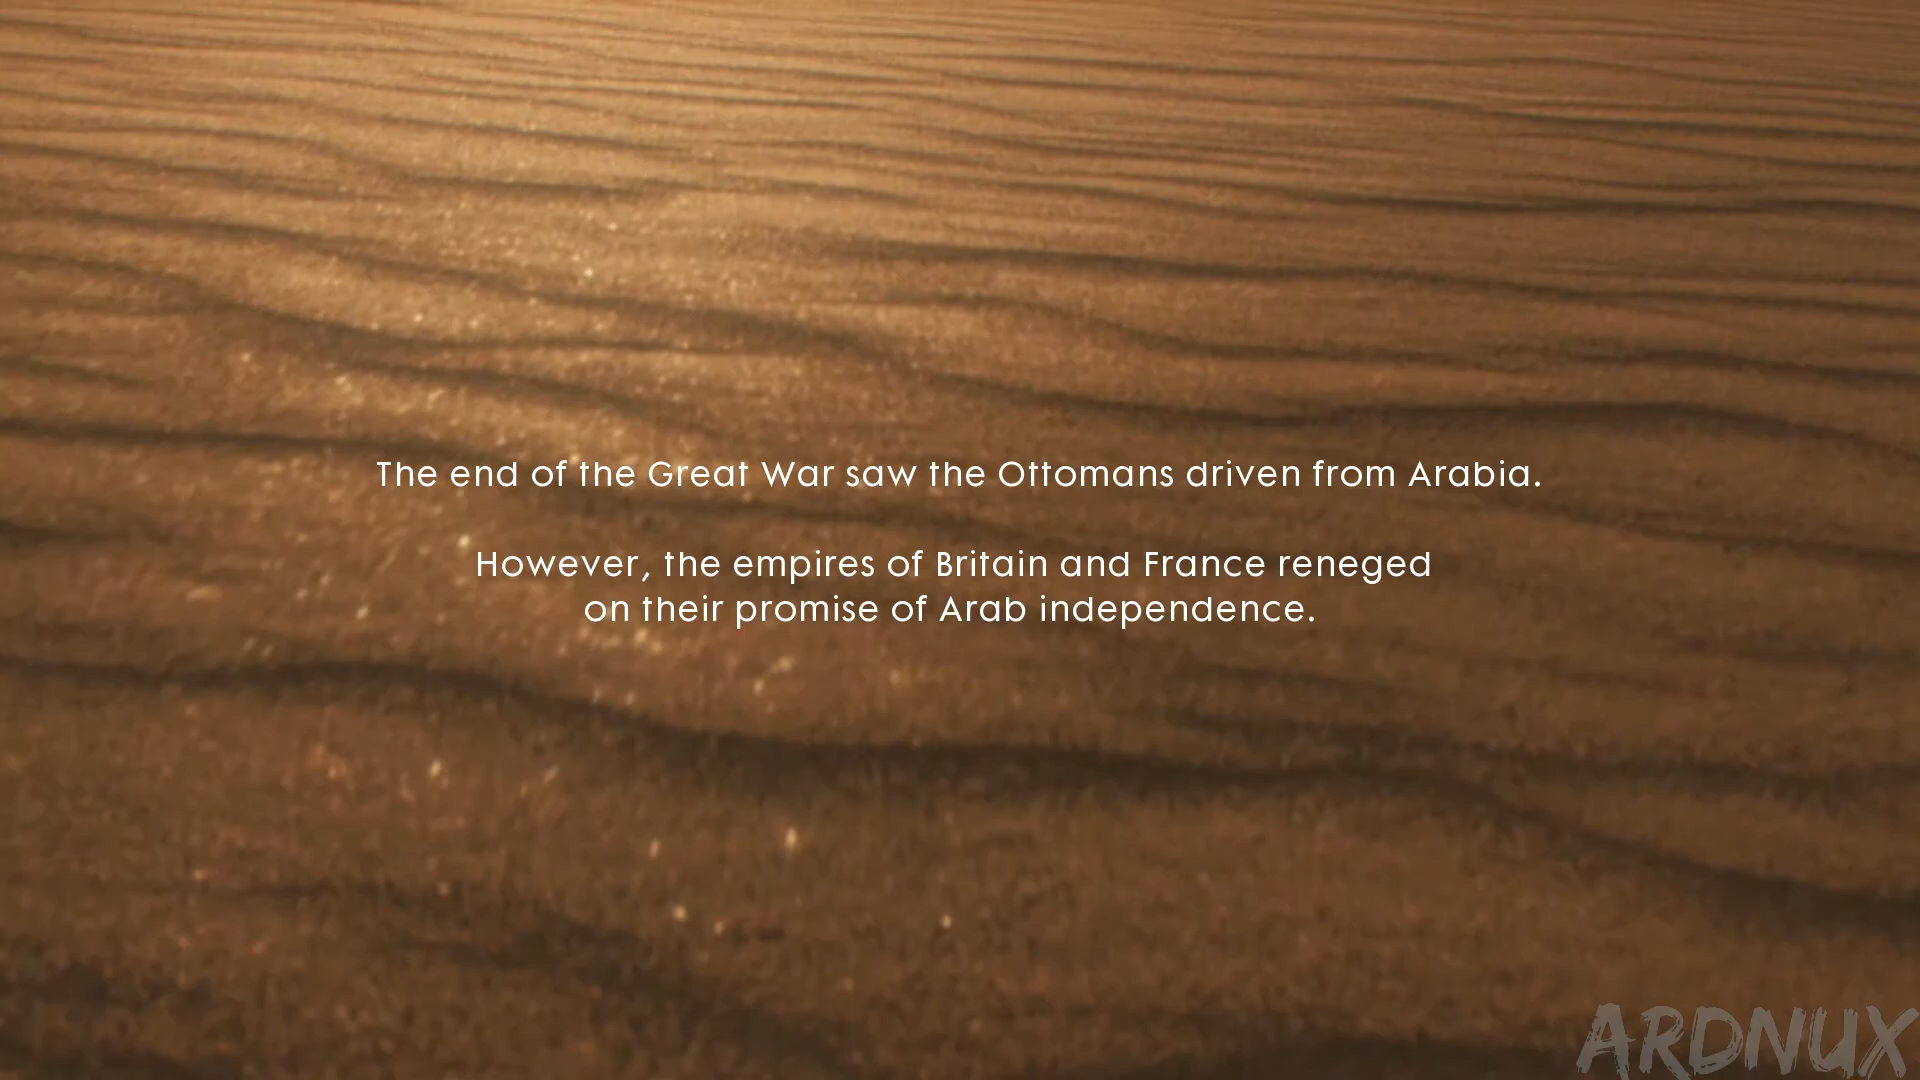 The end of the Great War saw the Ottomans driven from Arabia.
However, the empires of Britain and France reneged
on their promise of Arab independence.
ARDNUX